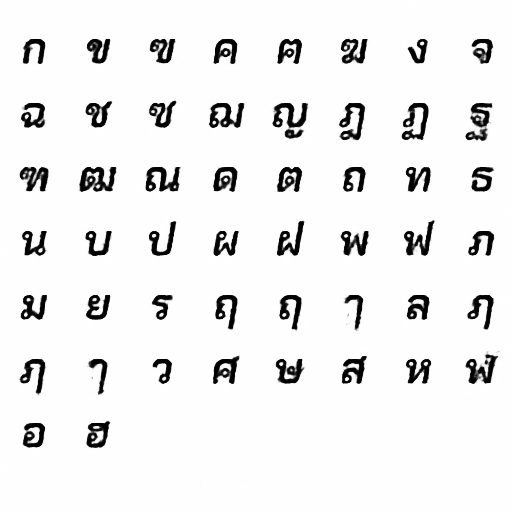 ก ข ฃ ค ฅ ฆ ง จ
ฉ ช ซ ฌ ญ ฎ ฏ ฐ
ฑ ฒ ณ ด ต ถ ท ธ
น บ ป ผ ฝ พ ฟ ภ
ม ย ร ฤ ฤ ๅ ล ฦ
ฦ ๅ ว ศ ษ ส ห ฬ
อ ฮ